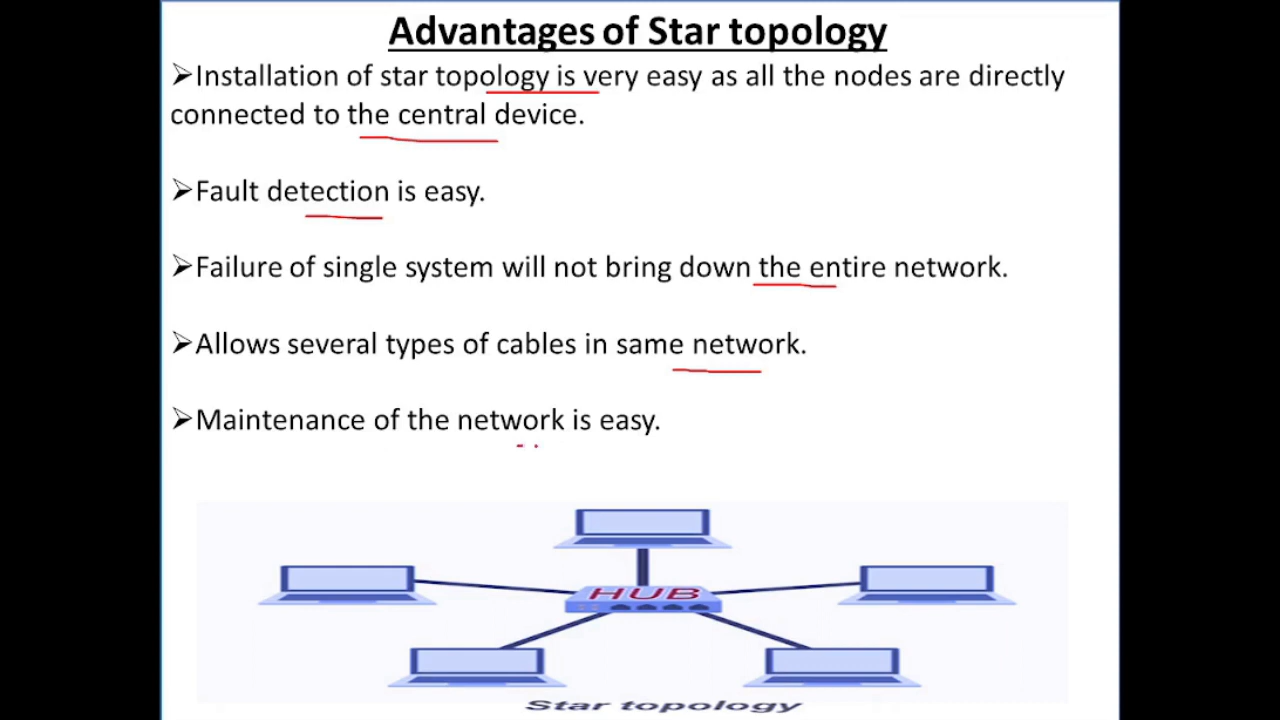 Advantages of Star topology
➢Installation of star topology is very easy as all the nodes are directly
connected to the central device.
➢Fault detection is easy.
➢Failure of single system will not bring down the entire network.
➢Allows several types of cables in same network.
➢Maintenance of the network is easy.
HUB
Star topology